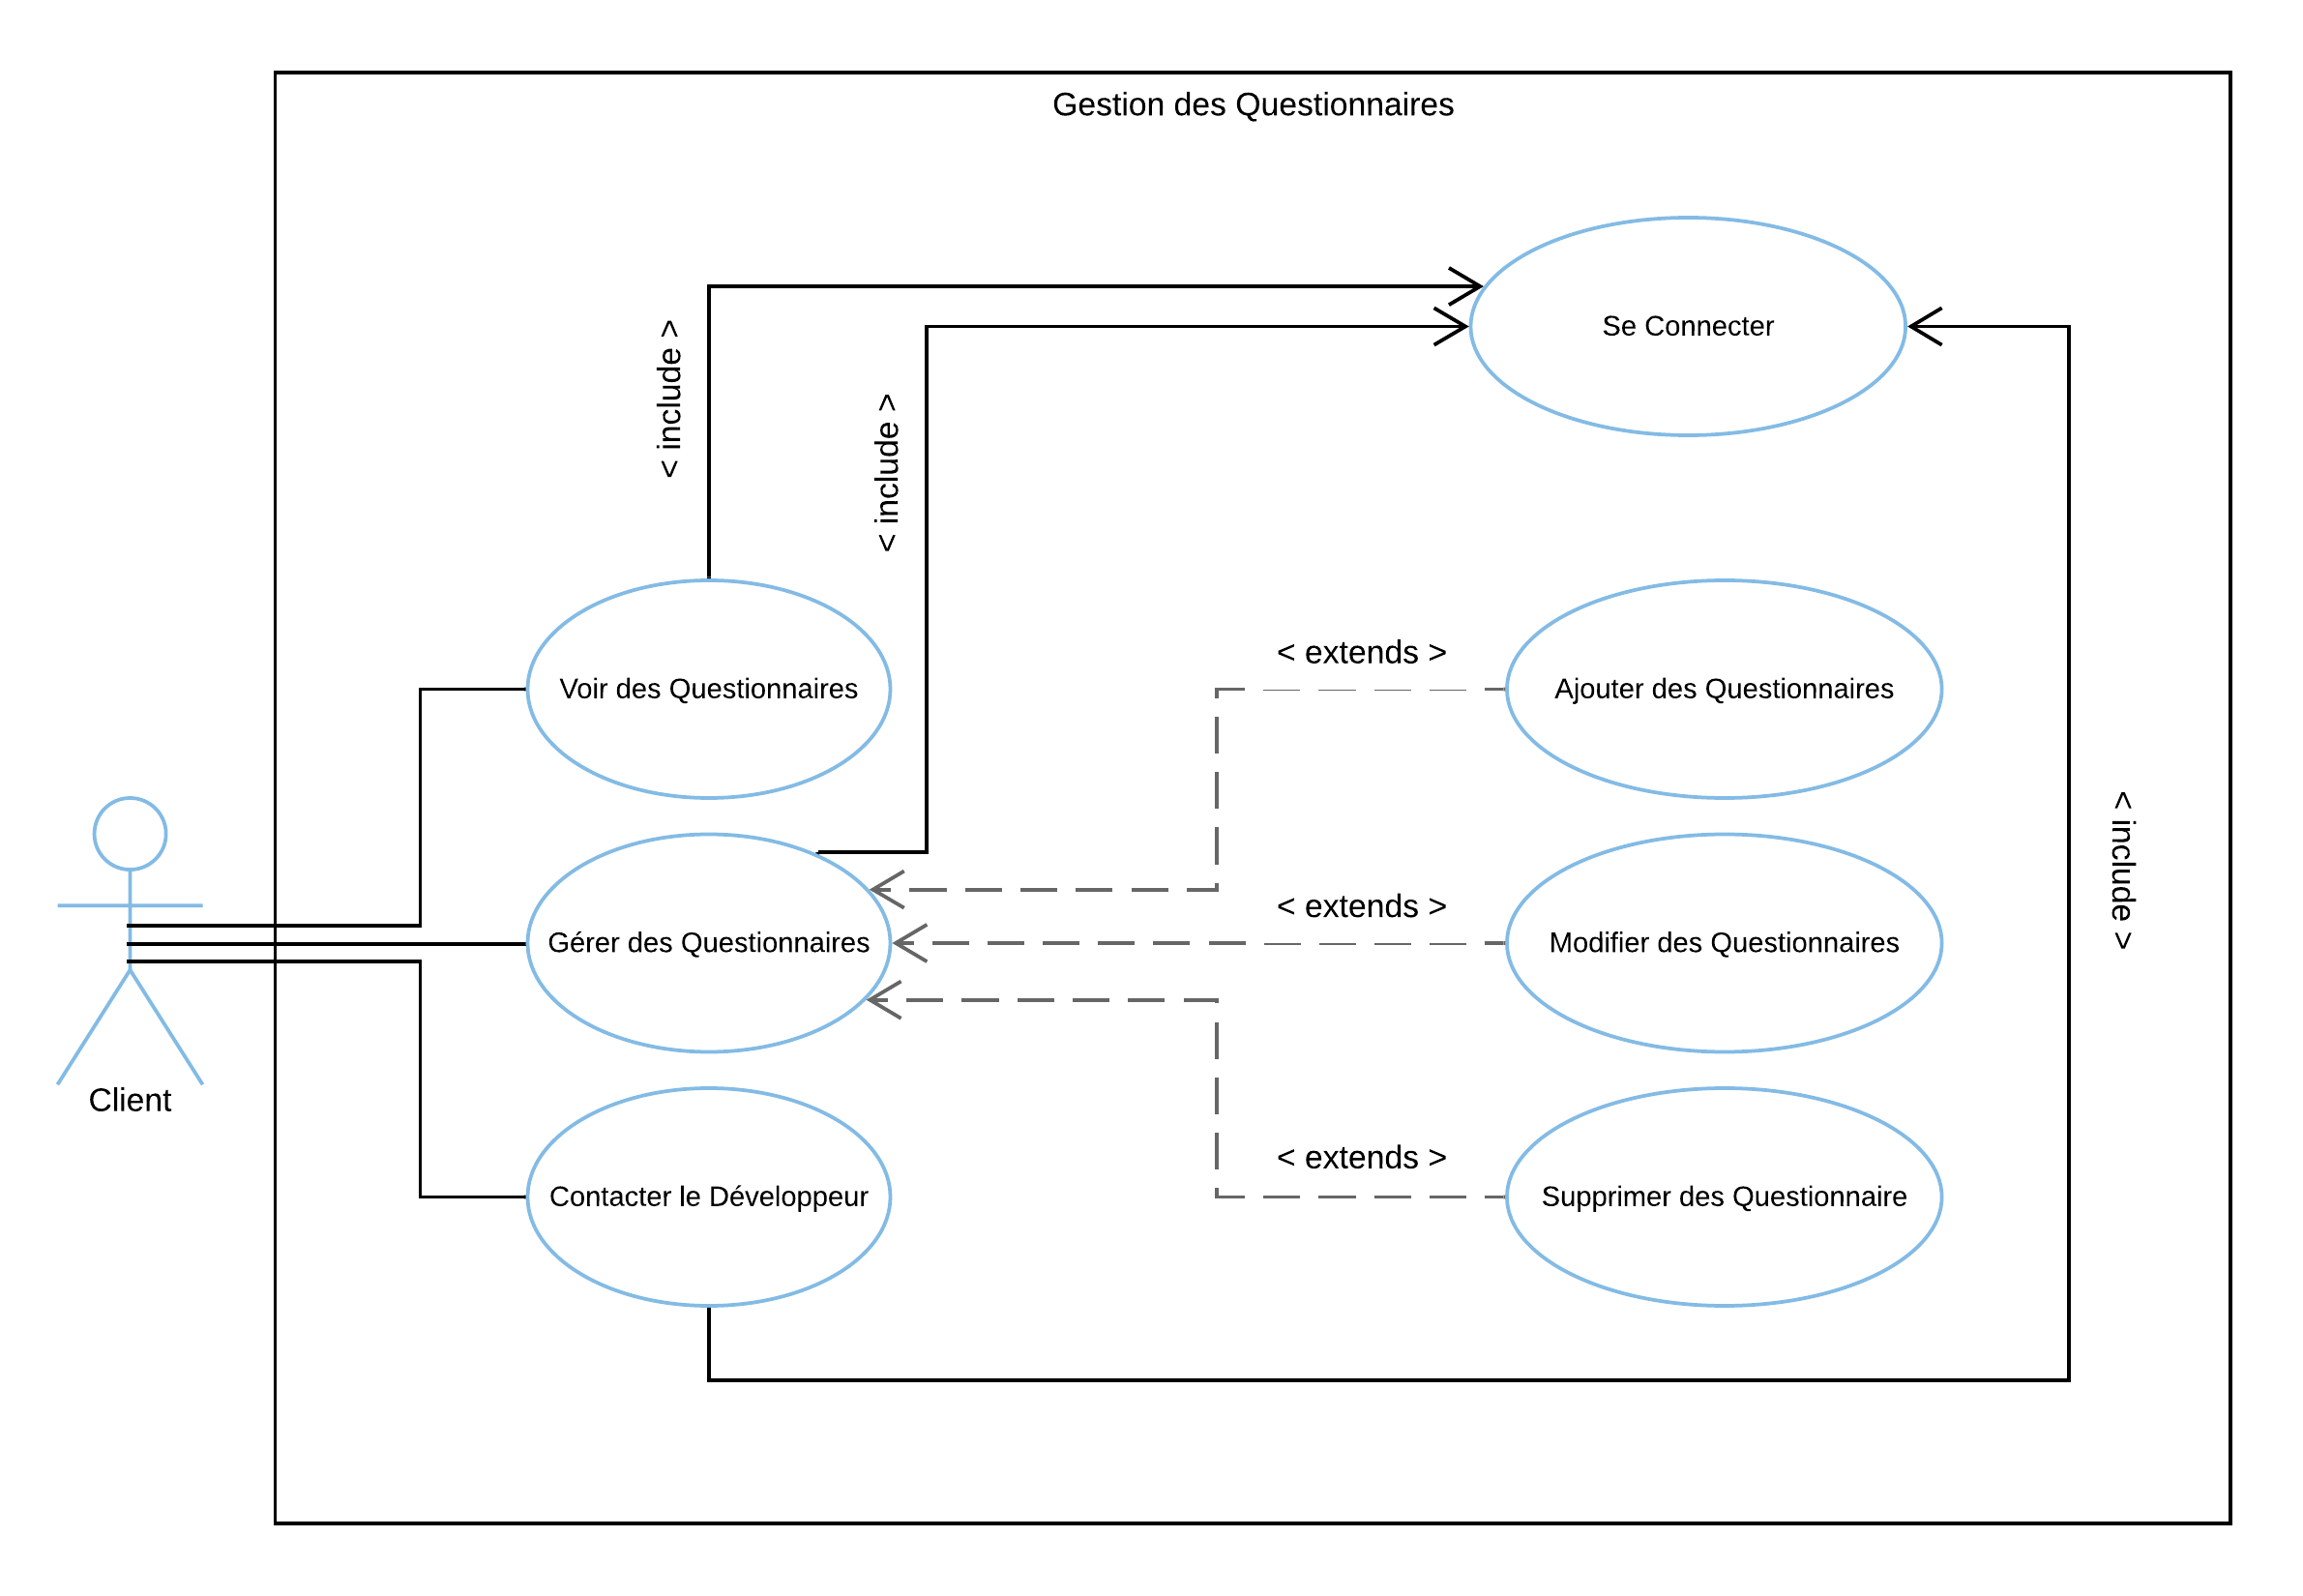 Gestion des Questionnaires
Se Connecter
< include >
< include >
< extends >
Voir des Questionnaires
Ajouter des Questionnaires
< include >
< extends >
Gérer des Questionnaires
Modifier des Questionnaires
Client
< extends >
Contacter le Développeur
Supprimer des Questionnaire